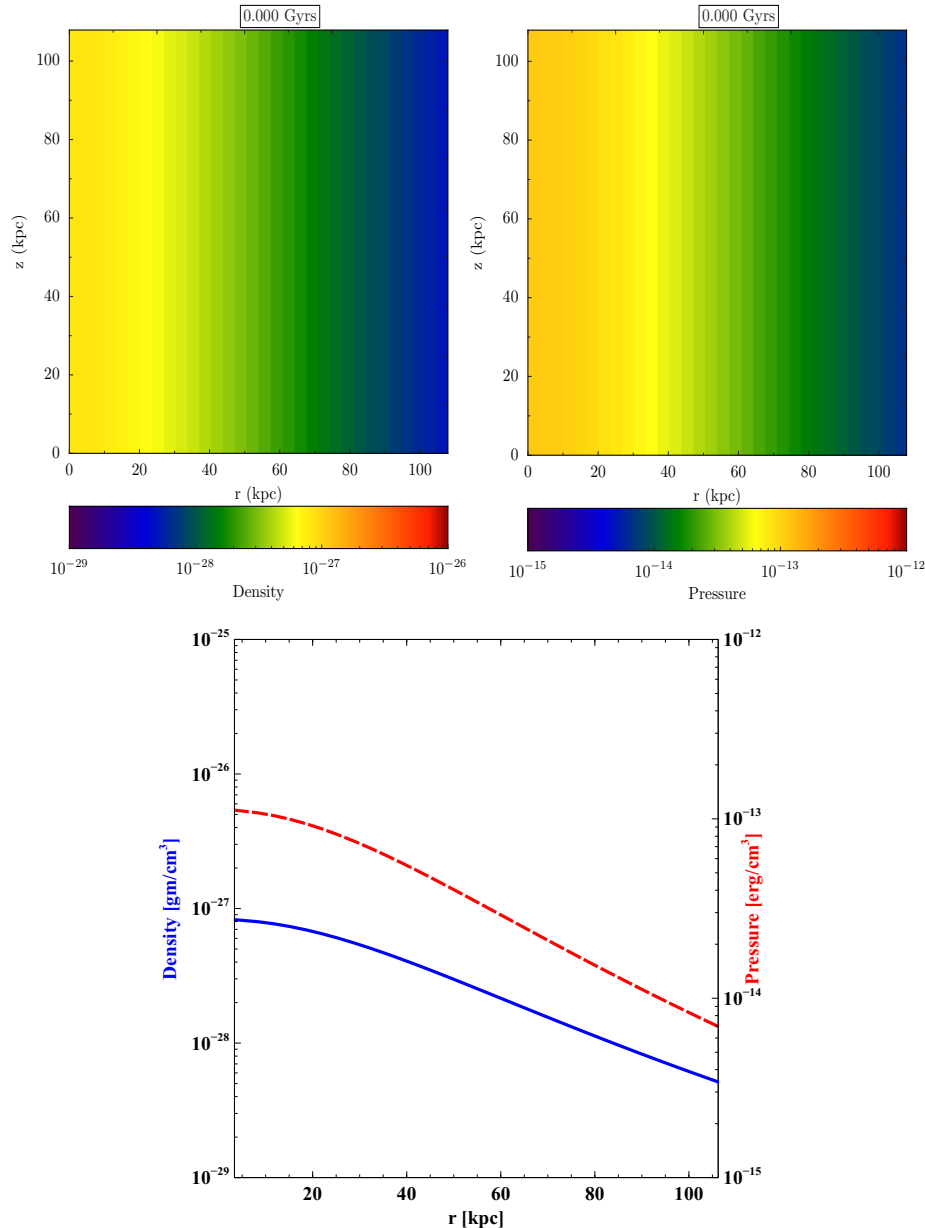 0.000 Gyrs
100
80
60
40
20
0
z (kpc)
0 20 40 60 80 100
r (kpc)
10⁻²⁹ 10⁻²⁸ 10⁻²⁷ 10⁻²⁶
Density
0.000 Gyrs
100
80
60
40
20
0
z (kpc)
0 20 40 60 80 100
r (kpc)
10⁻¹⁵ 10⁻¹⁴ 10⁻¹³ 10⁻¹²
Pressure
10⁻²⁵
10⁻²⁶
10⁻²⁷
10⁻²⁸
10⁻²⁹
Density [gm/cm³]
10⁻¹²
10⁻¹³
10⁻¹⁴
10⁻¹⁵
Pressure [erg/cm³]
20 40 60 80 100
r [kpc]